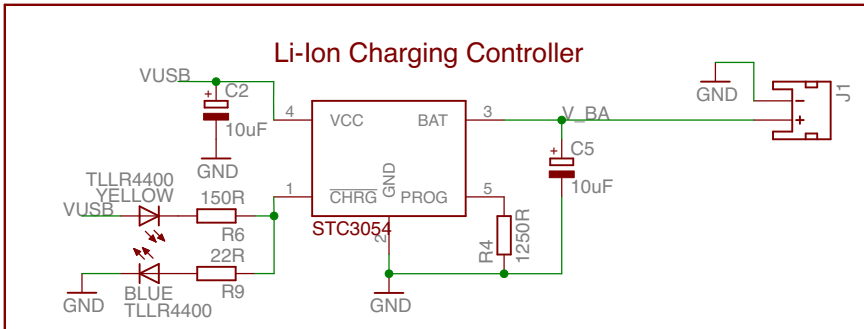 Li-Ion Charging Controller
VUSB
C2
10uF
GND
4
VCC
BAT
3
V_BA
GND
J1
C5
10uF
TLLR4400
YELLOW
150R
VUSB
R6
1
CHRG
GND
PROG
5
STC3054
2
R4
1250R
22R
R9
GND
BLUE
TLLR4400
GND